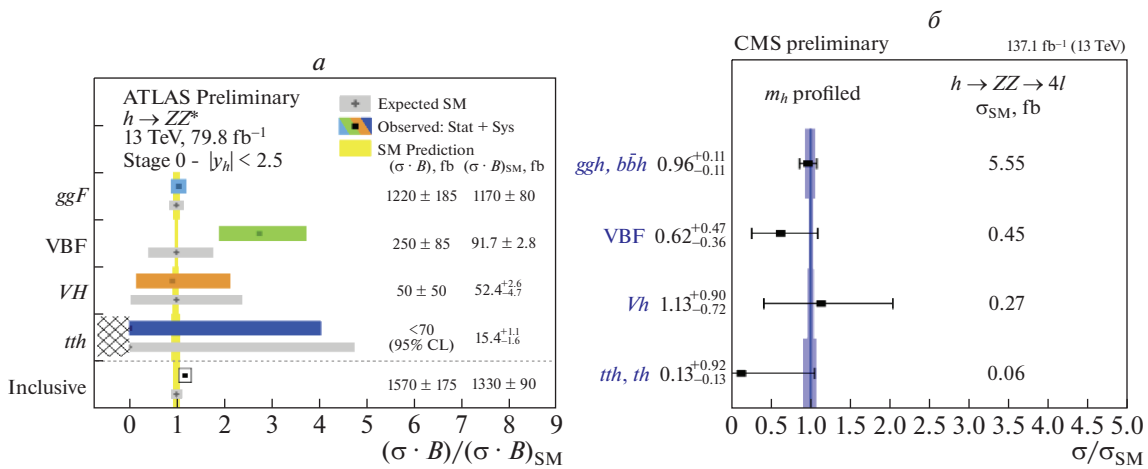 a
ATLAS Preliminary
h → ZZ*
13 TeV, 79.8 fb⁻¹
Stage 0 - |y_h| < 2.5
Expected SM
Observed: Stat + Sys
SM Prediction
(σ · B), fb (σ · B)_SM, fb
ggF 1220 ± 185 1170 ± 80
VBF 250 ± 85 91.7 ± 2.8
VH 50 ± 50 52.4^{+2.6}_{−4.7}
tth <70 15.4^{+1.1}_{−1.6}
(95% CL)
Inclusive 1570 ± 175 1330 ± 90
0 1 2 3 4 5 6 7 8 9
(σ · B)/(σ · B)_SM
б
CMS preliminary 137.1 fb⁻¹ (13 TeV)
m_h profiled
h → ZZ → 4l
σ_SM, fb
ggh, bb̄h 0.96^{+0.11}_{−0.11} 5.55
VBF 0.62^{+0.47}_{−0.36} 0.45
Vh 1.13^{+0.90}_{−0.72} 0.27
tth, th 0.13^{+0.92}_{−0.13} 0.06
0 0.5 1.0 1.5 2.0 2.5 3.0 3.5 4.0 4.5 5.0
σ/σ_SM